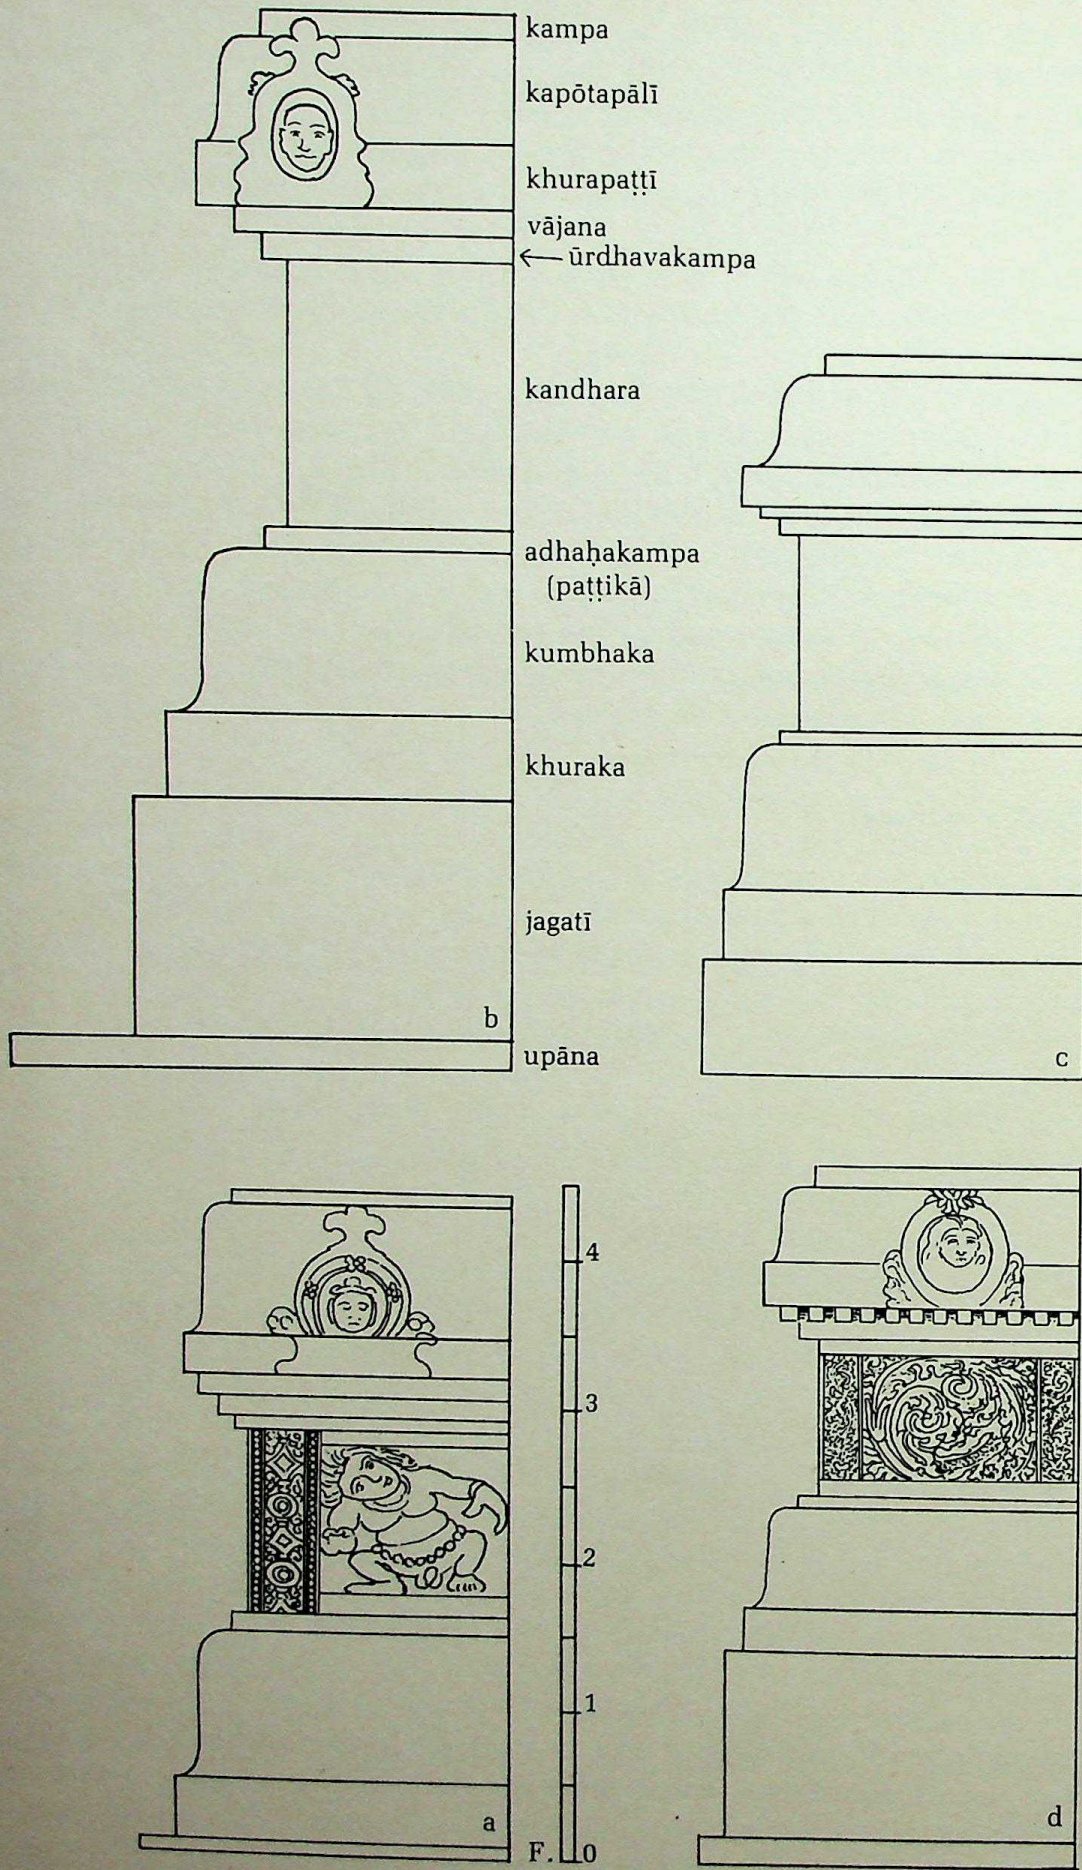 kampa
kapōtapālī
khurapaṭṭī
vājana
← ūrdhavakampa
kandhara
adhaḥakampa
(paṭṭikā)
kumbhaka
khuraka
jagatī
b
upāna
c
4
3
2
1
a
F. 0
d